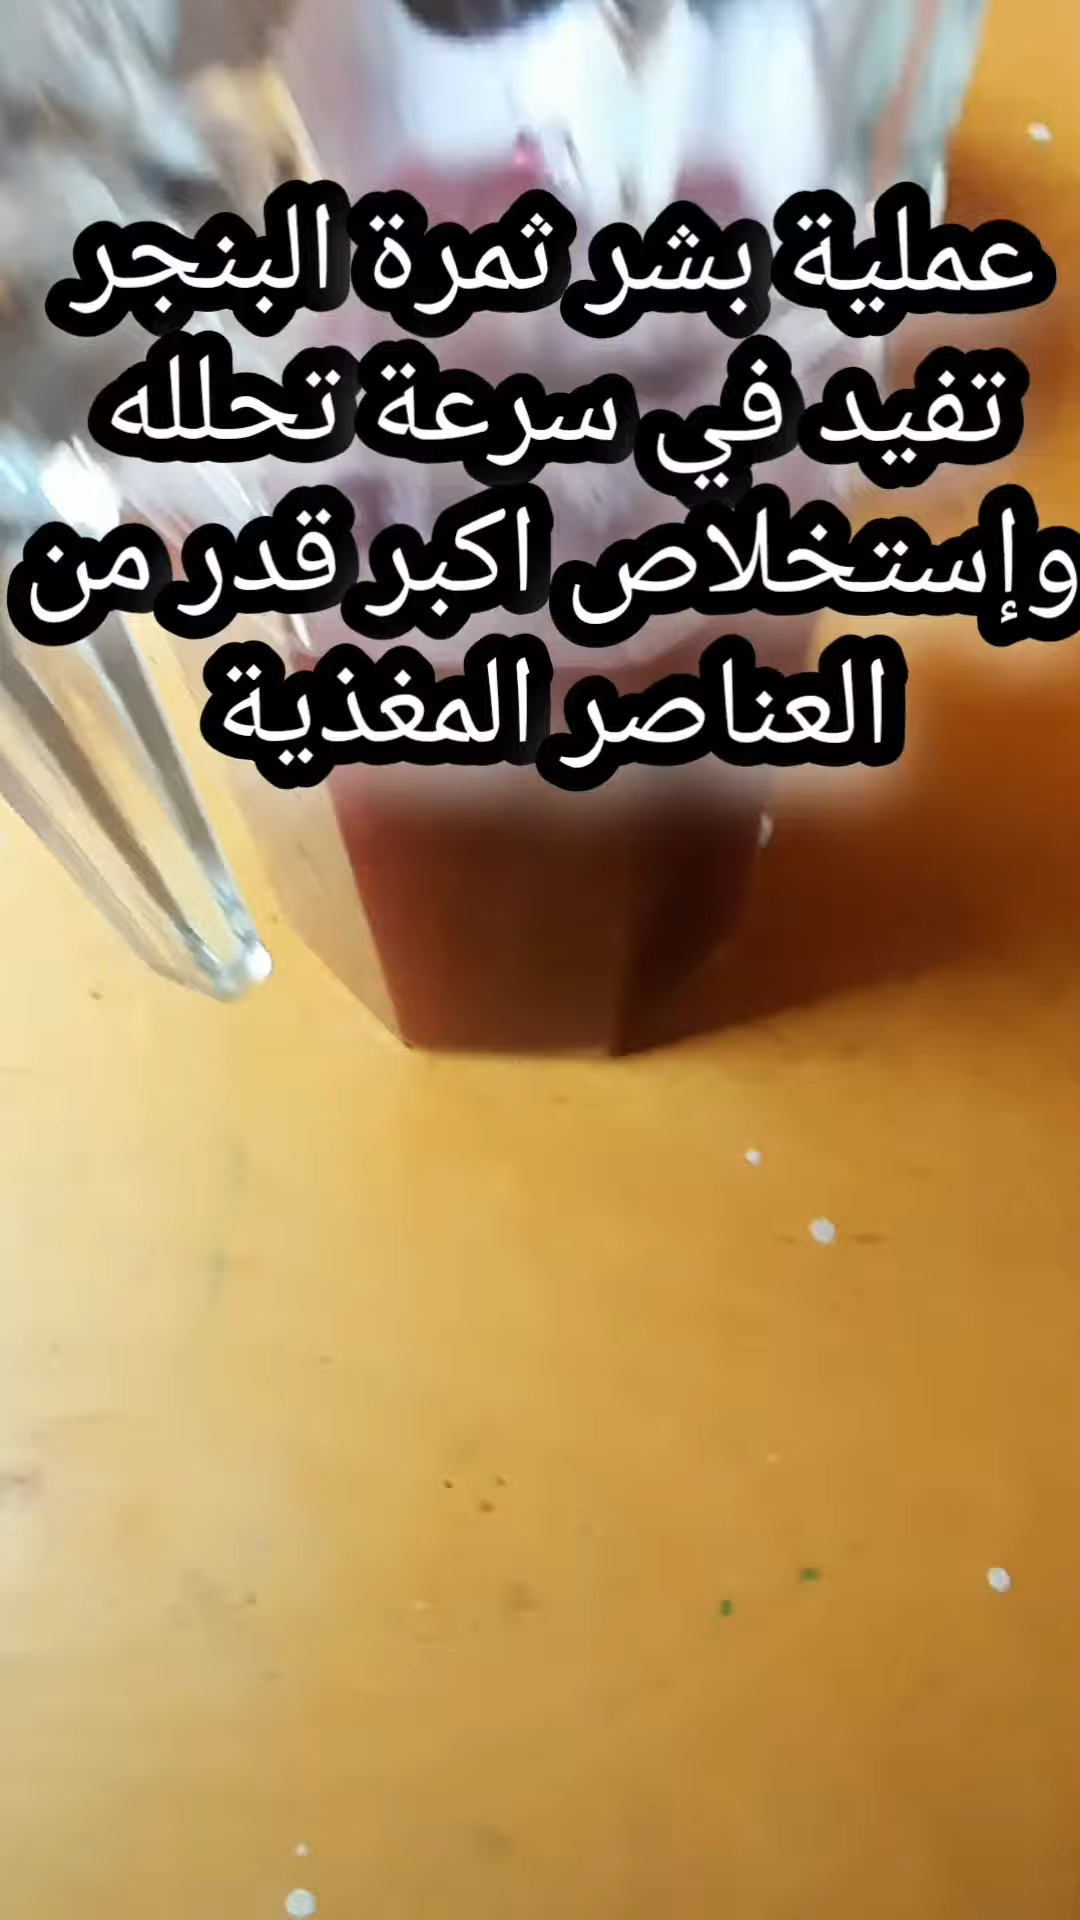 عملية بشر ثمرة البنجر
تفيد في سرعة تحلله
وإستخلاص اكبر قدر من
العناصر المغذية